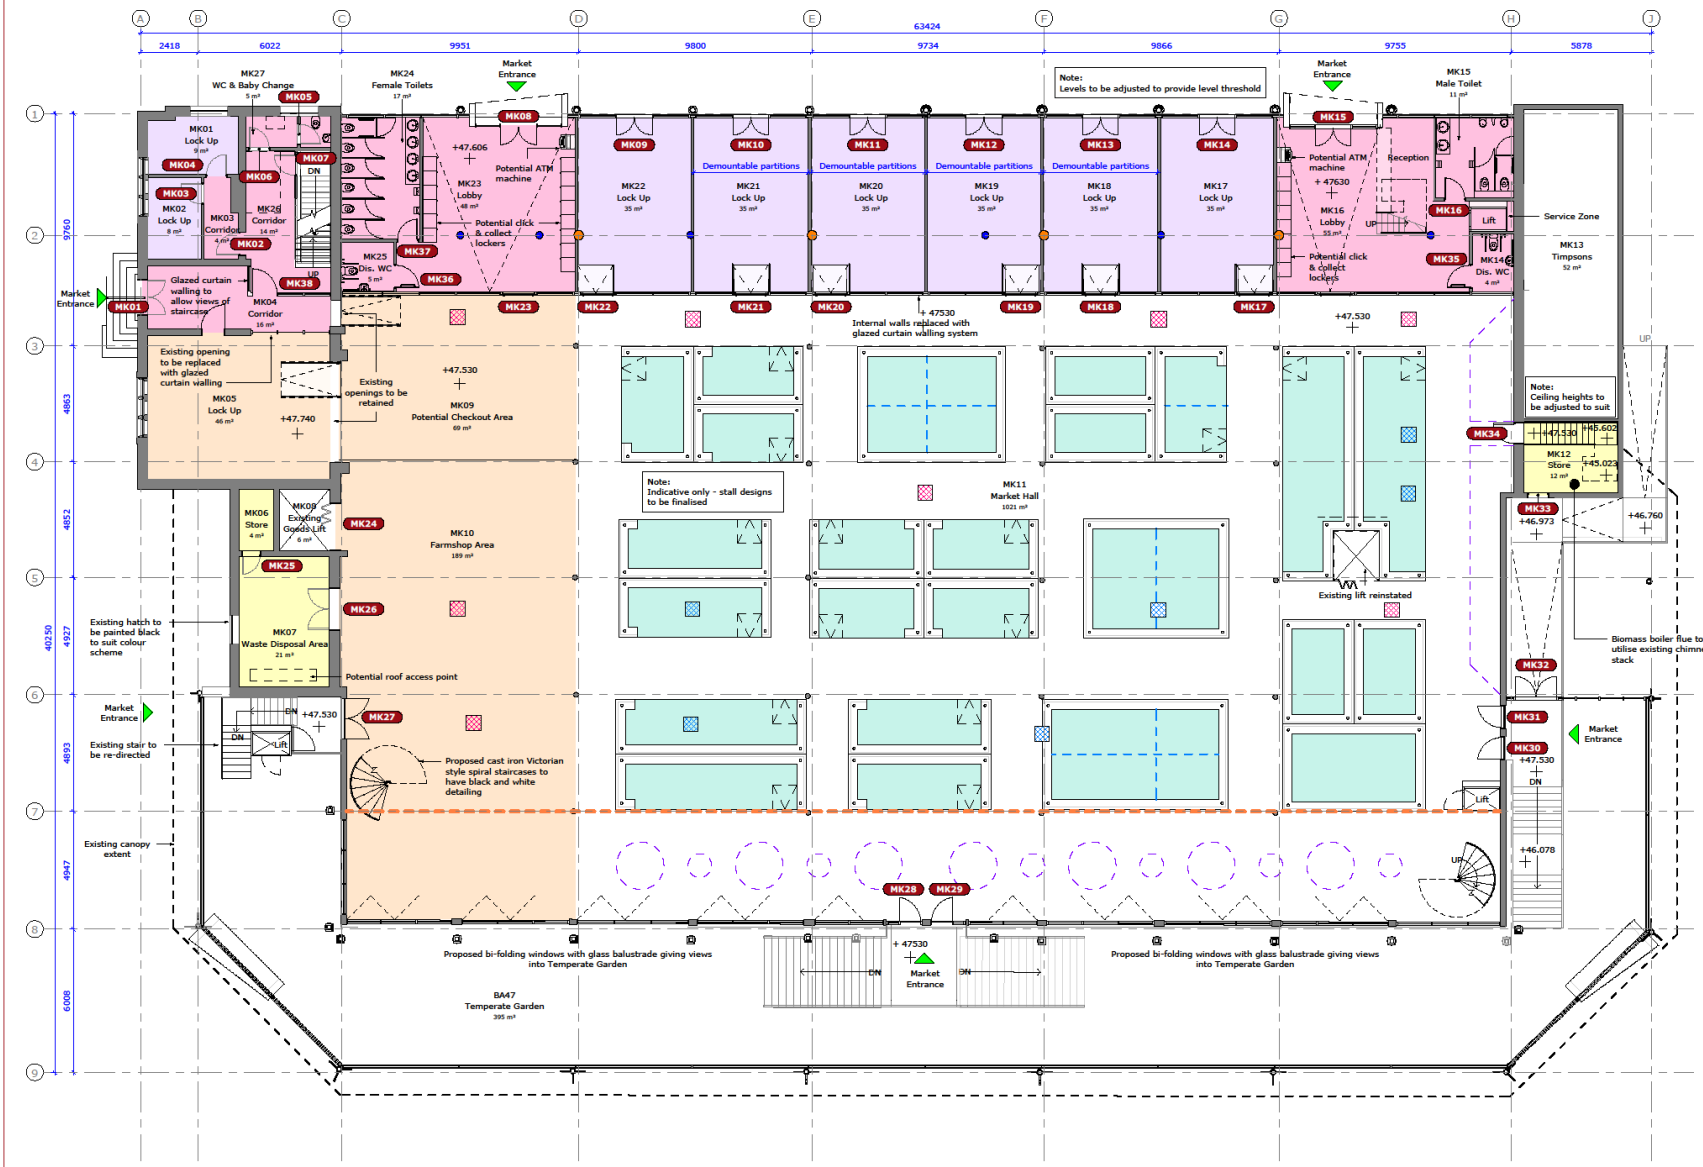 A
B
C
D
E
F
G
H
J
63424
2418
6022
9951
9800
9734
9866
9755
5878
MK27
WC & Baby Change
5 m²
MK24
Female Toilets
17 m²
Market
Entrance
Note:
Levels to be adjusted to provide level threshold
Market
Entrance
MK15
Male Toilet
11 m²
1
2
3
4
5
6
7
8
9
9760
4863
4852
4927
4893
4947
6008
40250
MK05
MK08
MK15
MK01
Lock Up
9 m²
MK04
MK07
DN
MK06
MK03
MK02
Lock Up
8 m²
MK03
Corridor
4 m²
MK26
Corridor
14 m²
MK02
UP
MK38
+47.606
Potential ATM
machine
MK23
Lobby
48 m²
Potential click
& collect
lockers
MK37
MK25
Dis. WC
5 m²
MK36
MK09
MK10
MK11
MK12
MK13
MK14
Demountable partitions
Demountable partitions
Demountable partitions
Demountable partitions
MK22
Lock Up
35 m²
MK21
Lock Up
35 m²
MK20
Lock Up
35 m²
MK19
Lock Up
35 m²
MK18
Lock Up
35 m²
MK17
Lock Up
35 m²
Potential ATM
machine
Reception
+ 47630
MK16
Lobby
55 m²
UP
MK16
Lift
Service Zone
MK35
MK14
Dis. WC
4 m²
Potential click
& collect
lockers
MK13
Timpsons
52 m²
Market
Entrance
MK01
Glazed curtain
walling to
allow views of
staircase
MK04
Corridor
16 m²
MK23
MK22
MK21
MK20
MK19
MK18
MK17
+ 47530
Internal walls replaced with
glazed curtain walling system
+47.530
UP
Existing opening
to be replaced
with glazed
curtain walling
MK05
Lock Up
46 m²
+47.740
Existing
openings to be
retained
+47.530
MK09
Potential Checkout Area
69 m²
Note:
Ceiling heights to
be adjusted to suit
MK34
+47.530
+45.602
MK12
Store
12 m²
+45.023
MK33
+46.973
+46.760
Note:
Indicative only - stall designs
to be finalised
MK11
Market Hall
1021 m²
MK06
Store
4 m²
MK08
Existing
Goods Lift
6 m²
MK24
MK10
Farmshop Area
189 m²
MK25
MK26
Existing lift reinstated
Existing hatch to
be painted black
to suit colour
scheme
MK07
Waste Disposal Area
21 m²
Potential roof access point
Biomass boiler flue to
utilise existing chimne
stack
MK32
Market
Entrance
DN
DN
+47.530
Lift
MK27
Existing stair to
be re-directed
Proposed cast iron Victorian
style spiral staircases to
have black and white
detailing
MK31
MK30
Market
Entrance
+47.530
DN
Lift
Existing canopy
extent
UP
+46.078
MK28
MK29
Proposed bi-folding windows with glass balustrade giving views
into Temperate Garden
+ 47530
DN
DN
Market
Entrance
Proposed bi-folding windows with glass balustrade giving views
into Temperate Garden
BA47
Temperate Garden
395 m²